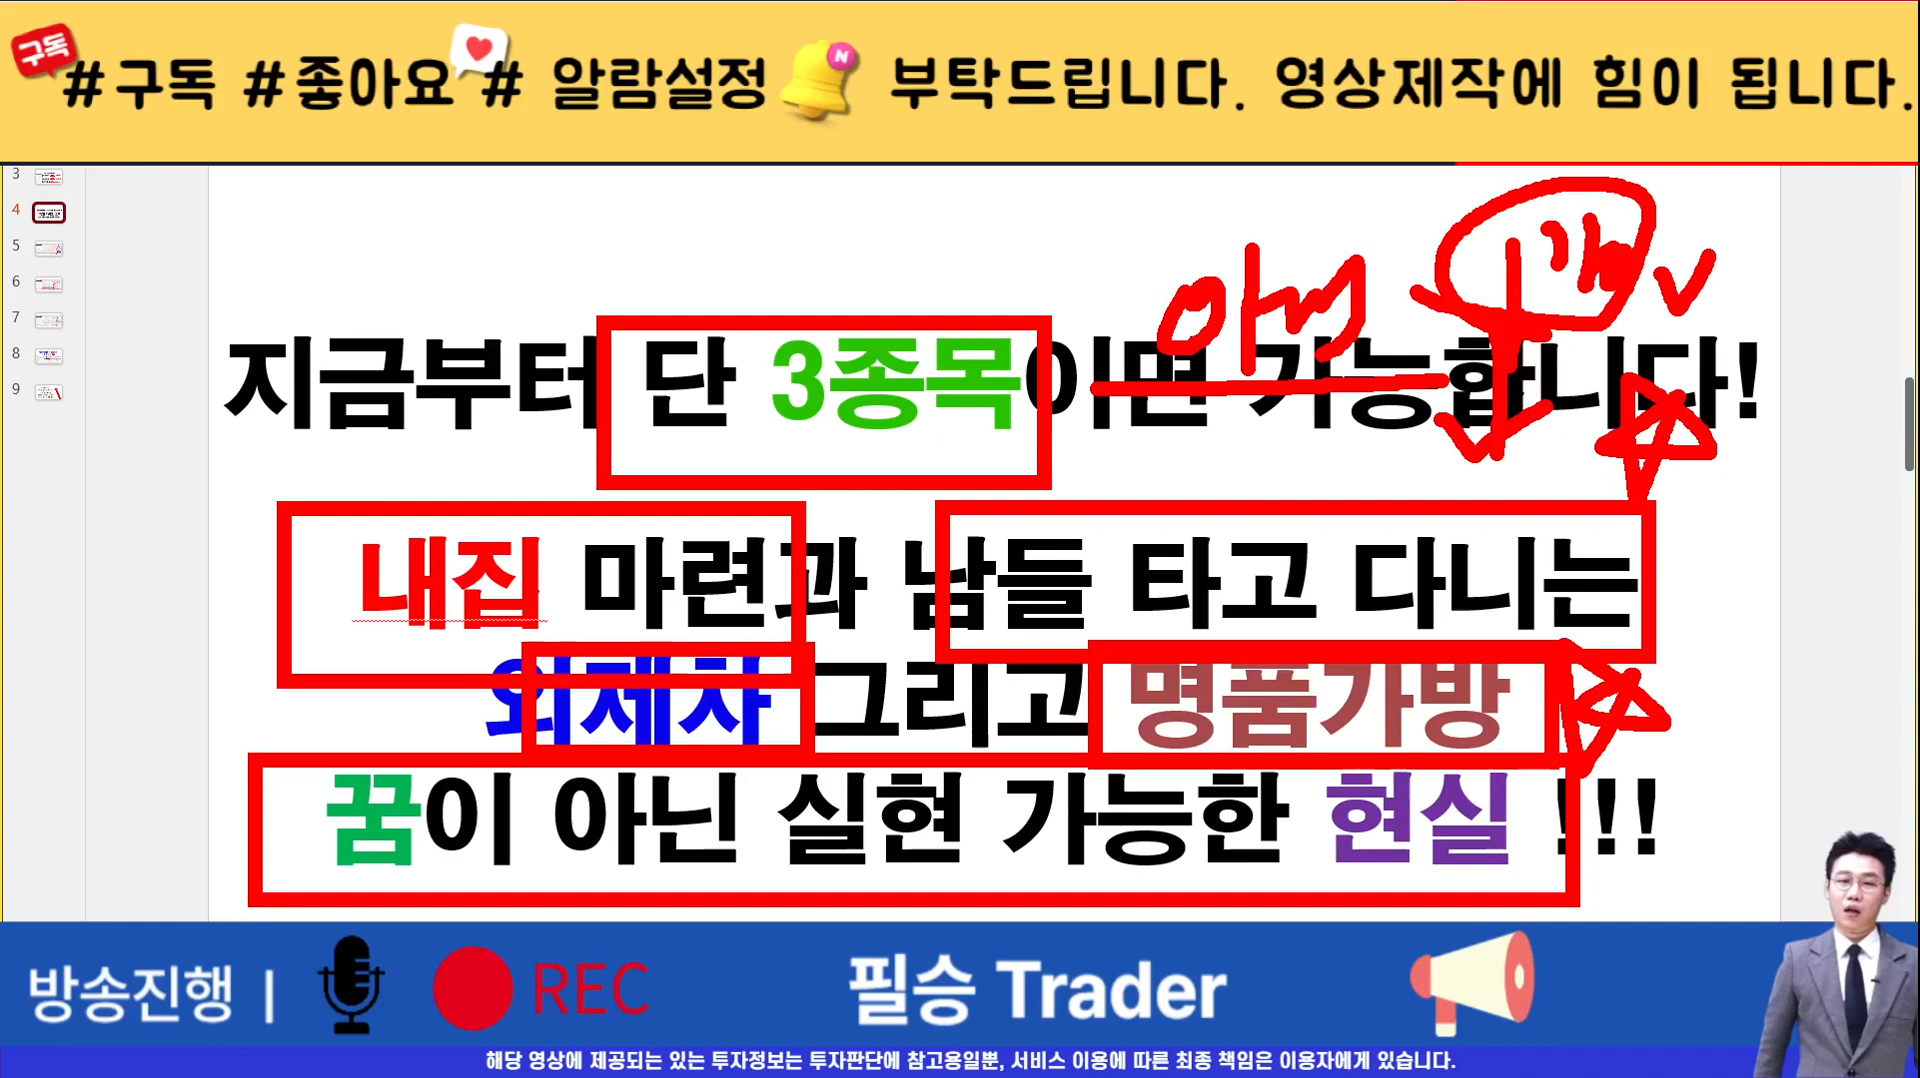 구독
#구독 #좋아요 # 알람설정 N 부탁드립니다. 영상제작에 힘이 됩니다.
3
4
5
6
7
8
9
지금부터 단 3종목이면 가능합니다!
내집 마련과 남들 타고 다니는
외제차 그리고 명품가방
꿈이 아닌 실현 가능한 현실 !!!
방송진행 | REC 필승 Trader
해당 영상에 제공되는 있는 투자정보는 투자판단에 참고용일뿐, 서비스 이용에 따른 최종 책임은 이용자에게 있습니다.